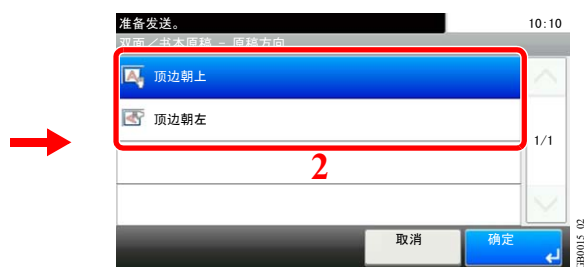 准备发送。 10:10
双面／书本原稿 - 原稿方向
顶边朝上
顶边朝左
1/1
2
取消 确定